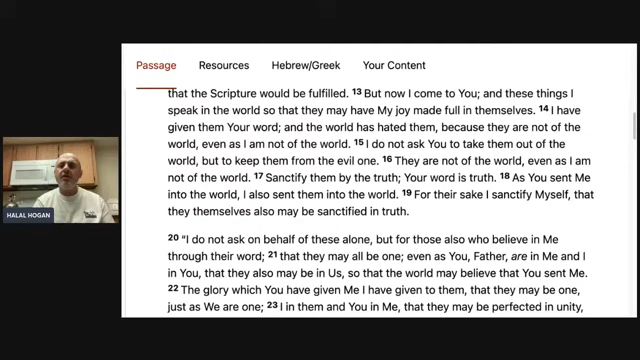 Passage Resources Hebrew/Greek Your Content
that the Scripture would be fulfilled. 13 But now I come to You; and these things I
speak in the world so that they may have My joy made full in themselves. 14 I have
given them Your word; and the world has hated them, because they are not of the
world, even as I am not of the world. 15 I do not ask You to take them out of the
world, but to keep them from the evil one. 16 They are not of the world, even as I am
not of the world. 17 Sanctify them by the truth; Your word is truth. 18 As You sent Me
into the world, I also sent them into the world. 19 For their sake I sanctify Myself, that
they themselves also may be sanctified in truth.
20 “I do not ask on behalf of these alone, but for those also who believe in Me
through their word; 21 that they may all be one; even as You, Father, are in Me and I
in You, that they also may be in Us, so that the world may believe that You sent Me.
22 The glory which You have given Me I have given to them, that they may be one,
just as We are one; 23 I in them and You in Me, that they may be perfected in unity,
HALAL HOGAN